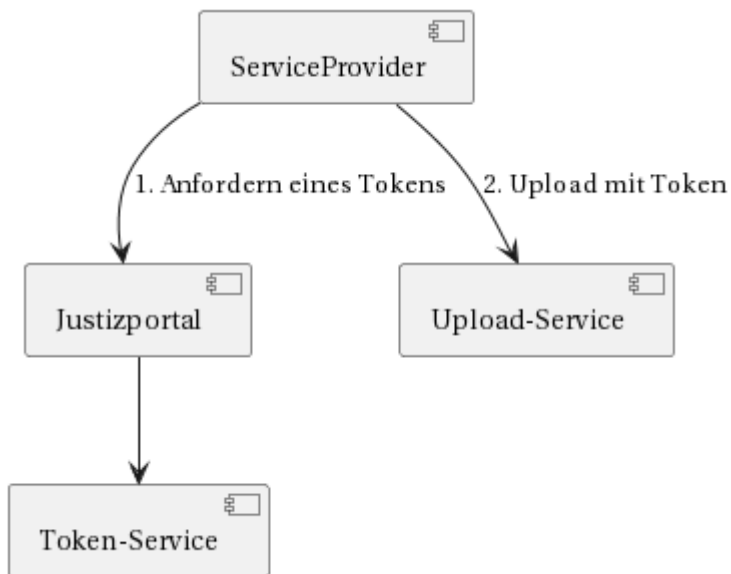 ServiceProvider
1. Anfordern eines Tokens
2. Upload mit Token
Justizportal
Upload-Service
Token-Service